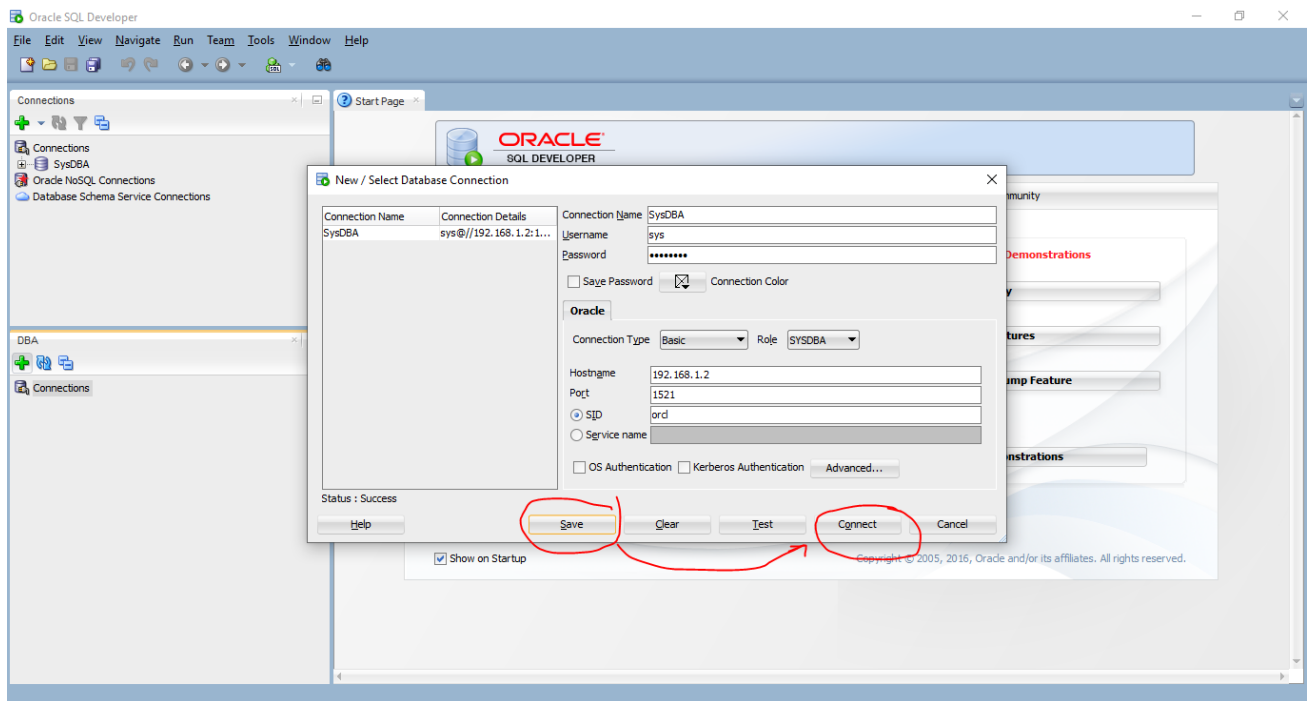 Oracle SQL Developer
File Edit View Navigate Run Team Tools Window Help
SQL
Connections
Start Page
Connections
SysDBA
Oracle NoSQL Connections
Database Schema Service Connections
ORACLE
SQL DEVELOPER
New / Select Database Connection
Connection Name Connection Details
SysDBA sys@//192.168.1.2:1...
Connection Name SysDBA
Username sys
Password ••••••••
Save Password Connection Color
Oracle
Connection Type Basic Role SYSDBA
Hostname 192.168.1.2
Port 1521
SID orcl
Service name
OS Authentication Kerberos Authentication Advanced...
Status : Success
Help Save Clear Test Connect Cancel
DBA
Connections
Demonstrations
Show on Startup
Copyright © 2005, 2016, Oracle and/or its affiliates. All rights reserved.